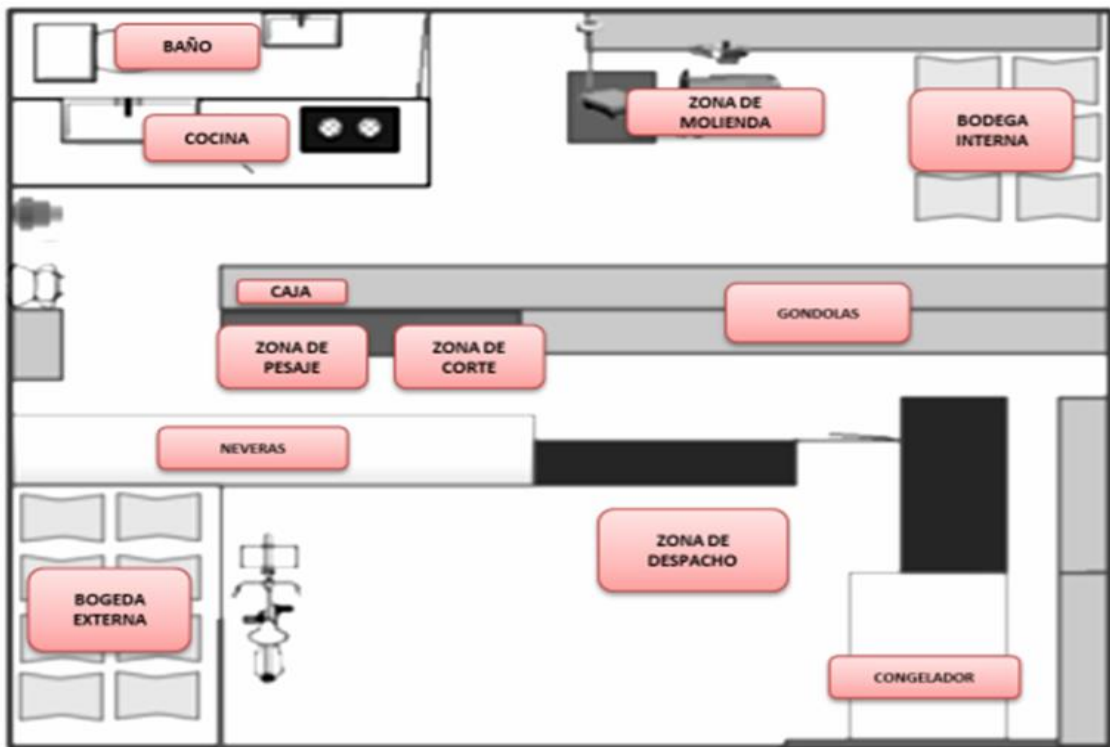 BAÑO
COCINA
ZONA DE
MOLIENDA
BODEGA
INTERNA
CAJA
GONDOLAS
ZONA DE
PESAJE
ZONA DE
CORTE
NEVERAS
ZONA DE
DESPACHO
BOGEDA
EXTERNA
CONGELADOR